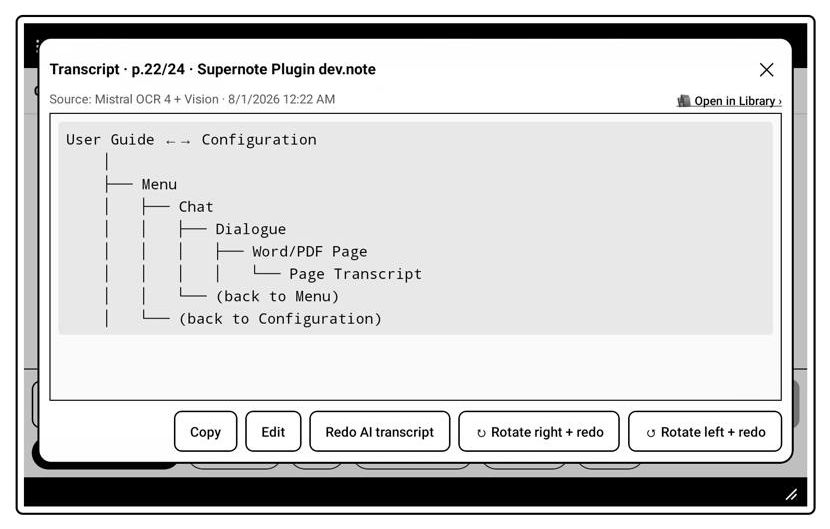 Transcript · p.22/24 · Supernote Plugin dev.note
Source: Mistral OCR 4 + Vision · 8/1/2026 12:22 AM
Open in Library ›
User Guide ←→ Configuration
    │
    ├── Menu
    │   ├── Chat
    │   │   ├── Dialogue
    │   │   │   ├── Word/PDF Page
    │   │   │   │   └── Page Transcript
    │   │   └── (back to Menu)
    │   └── (back to Configuration)
Copy
Edit
Redo AI transcript
↻ Rotate right + redo
↺ Rotate left + redo